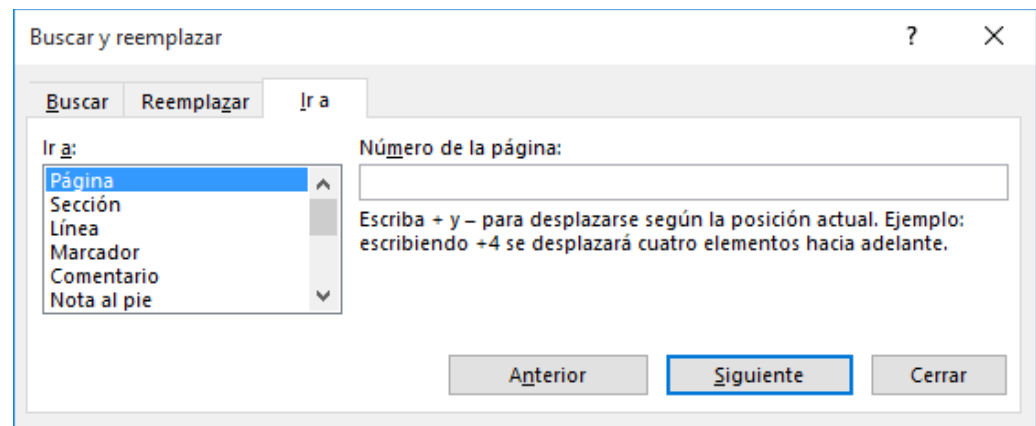 Buscar y reemplazar
Buscar Reemplazar Ir a
Ir a:
Página
Sección
Línea
Marcador
Comentario
Nota al pie
Número de la página:
Escriba + y – para desplazarse según la posición actual. Ejemplo:
escribiendo +4 se desplazará cuatro elementos hacia adelante.
Anterior Siguiente Cerrar